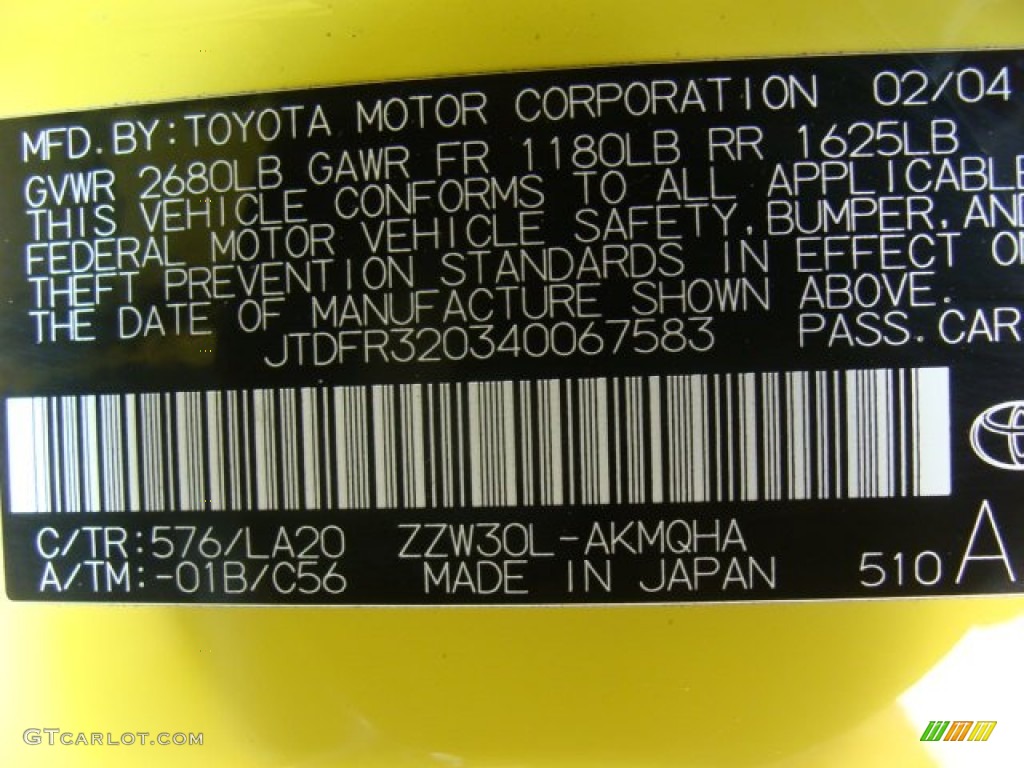 MFD. BY: TOYOTA MOTOR CORPORATION 02/04
GVWR 2680LB GAWR FR 1180LB RR 1625LB
THIS VEHICLE CONFORMS TO ALL APPLICABLE
FEDERAL MOTOR VEHICLE SAFETY, BUMPER, AND
THEFT PREVENTION STANDARDS IN EFFECT O
THE DATE OF MANUFACTURE SHOWN ABOVE.
JTDFR320340067583 PASS. CAR
C/TR: 576/LA20 ZZW30L-AKMQHA
A/TM: -01B/C56 MADE IN JAPAN 510 A
GTCARLOT.COM